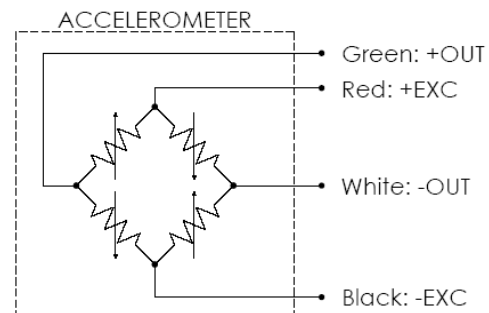 ACCELEROMETER
Green: +OUT
Red: +EXC
White: -OUT
Black: -EXC